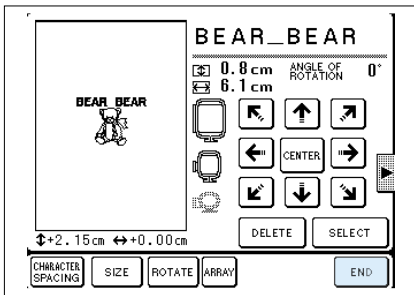 BEAR_BEAR
0.8cm ANGLE OF ROTATION 0°
6.1cm
BEAR BEAR
CENTER
DELETE SELECT
↕+2.15cm ↔+0.00cm
CHARACTER SPACING SIZE ROTATE ARRAY END